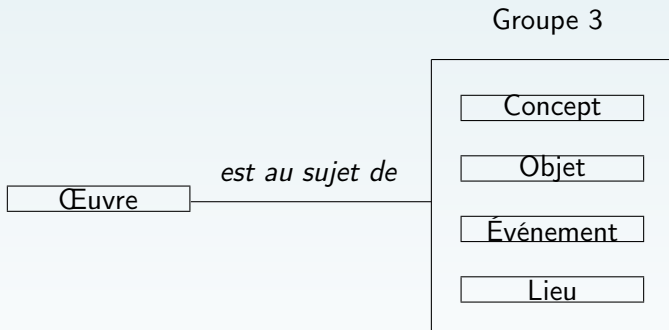 Groupe 3
Concept
Objet
est au sujet de
Œuvre
Événement
Lieu